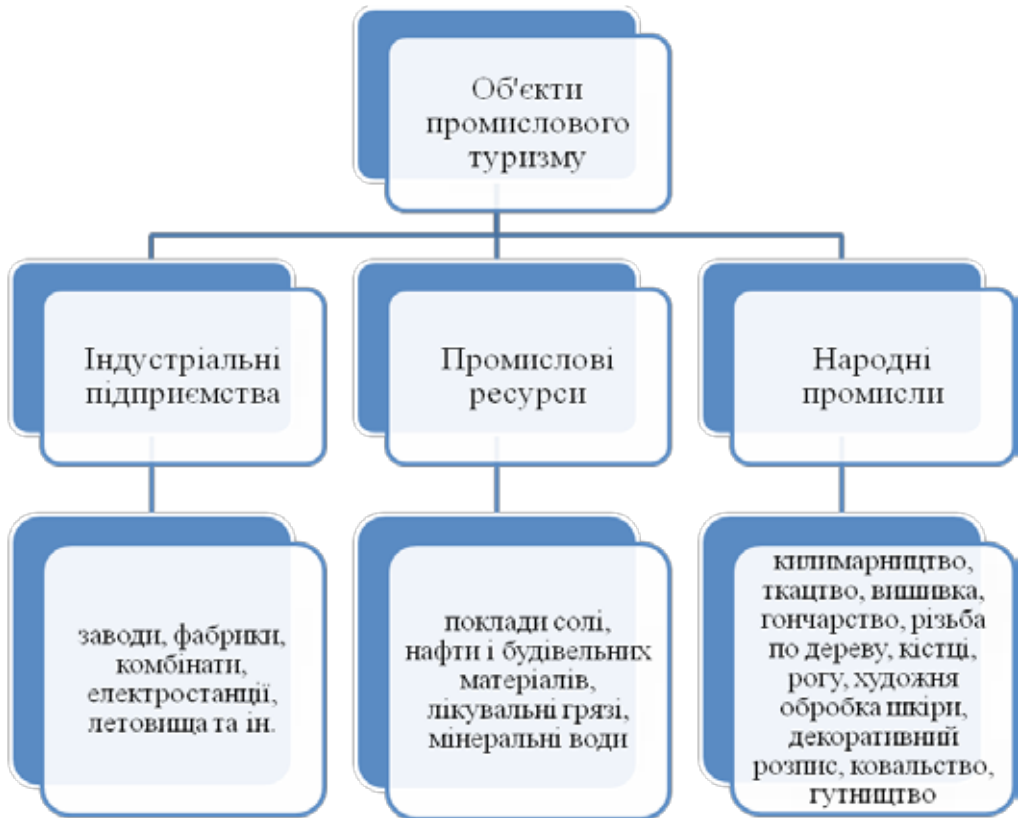 Об'єкти
промислового
туризму
Індустріальні
підприємства
Промислові
ресурси
Народні
промисли
заводи, фабрики,
комбінати,
електростанції,
летовища та ін.
поклади солі,
нафти і будівельних
матеріалів,
лікувальні грязі,
мінеральні води
килимарництво,
ткацтво, вишивка,
гончарство, різьба
по дереву, кістці,
рогу, художня
обробка шкіри,
декоративний
розпис, ковальство,
гутництво